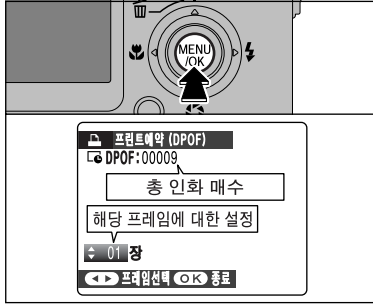 MENU
/OK
프린트예약 (DPOF)
DPOF:00009
총 인화 매수
해당 프레임에 대한 설정
01 장
프레임선택 OK 종료